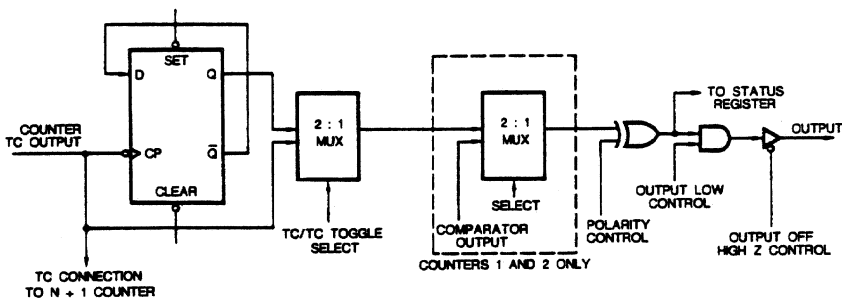 SET
D
Q
COUNTER
TC OUTPUT
CP
Q̅
CLEAR
2 : 1
MUX
TC/TC TOGGLE
SELECT
TC CONNECTION
TO N + 1 COUNTER
2 : 1
MUX
SELECT
COMPARATOR
OUTPUT
COUNTERS 1 AND 2 ONLY
POLARITY
CONTROL
TO STATUS
REGISTER
OUTPUT
OUTPUT LOW
CONTROL
OUTPUT OFF
HIGH Z CONTROL